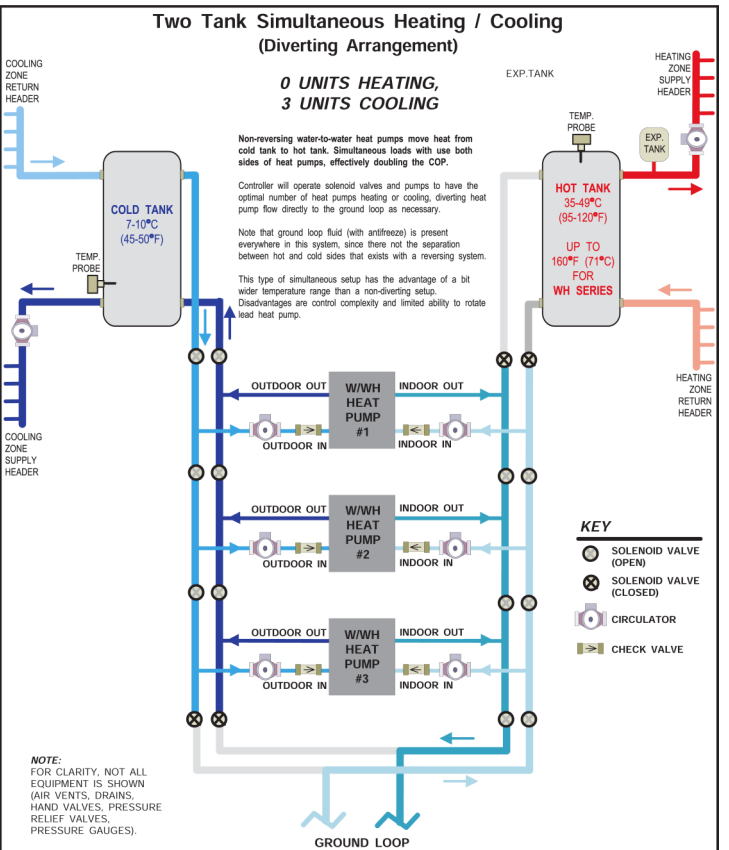 Two Tank Simultaneous Heating / Cooling
(Diverting Arrangement)
0 UNITS HEATING,
3 UNITS COOLING
EXP.TANK
COOLING
ZONE
RETURN
HEADER
HEATING
ZONE
SUPPLY
HEADER
TEMP.
PROBE
EXP.
TANK
Non-reversing water-to-water heat pumps move heat from
cold tank to hot tank. Simultaneous loads with use both
sides of heat pumps, effectively doubling the COP.
Controller will operate solenoid valves and pumps to have the
optimal number of heat pumps heating or cooling, diverting heat
pump flow directly to the ground loop as necessary.
Note that ground loop fluid (with antifreeze) is present
everywhere in this system, since there not the separation
between hot and cold sides that exists with a reversing system.
This type of simultaneous setup has the advantage of a bit
wider temperature range than a non-diverting setup.
Disadvantages are control complexity and limited ability to rotate
lead heat pump.
COLD TANK
7-10°C
(45-50°F)
TEMP.
PROBE
HOT TANK
35-49°C
(95-120°F)
UP TO
160°F (71°C)
FOR
WH SERIES
COOLING
ZONE
SUPPLY
HEADER
HEATING
ZONE
RETURN
HEADER
OUTDOOR OUT
W/WH
HEAT
PUMP
#1
INDOOR OUT
OUTDOOR IN
INDOOR IN
OUTDOOR OUT
W/WH
HEAT
PUMP
#2
INDOOR OUT
OUTDOOR IN
INDOOR IN
OUTDOOR OUT
W/WH
HEAT
PUMP
#3
INDOOR OUT
OUTDOOR IN
INDOOR IN
KEY
SOLENOID VALVE
(OPEN)
SOLENOID VALVE
(CLOSED)
CIRCULATOR
CHECK VALVE
NOTE:
FOR CLARITY, NOT ALL
EQUIPMENT IS SHOWN
(AIR VENTS, DRAINS,
HAND VALVES, PRESSURE
RELIEF VALVES,
PRESSURE GAUGES).
GROUND LOOP